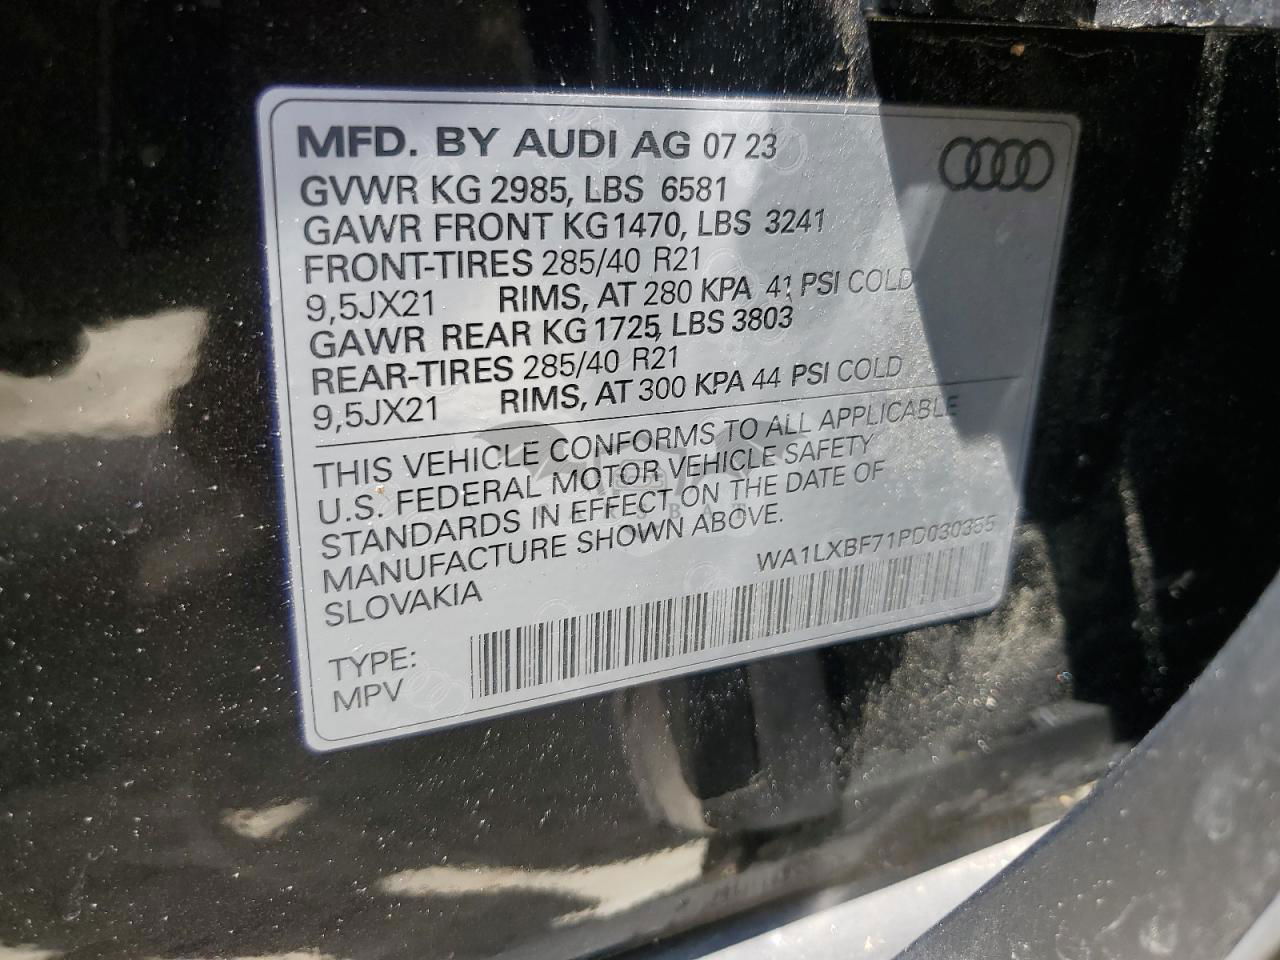 MFD. BY AUDI AG 07 23
GVWR KG 2985, LBS 6581
GAWR FRONT KG1470, LBS 3241
FRONT-TIRES 285/40 R21
9,5JX21 RIMS, AT 280 KPA 41 PSI COLD
GAWR REAR KG 1725, LBS 3803
REAR-TIRES 285/40 R21
9,5JX21 RIMS, AT 300 KPA 44 PSI COLD
THIS VEHICLE CONFORMS TO ALL APPLICABLE
U.S. FEDERAL MOTOR VEHICLE SAFETY
STANDARDS IN EFFECT ON THE DATE OF
MANUFACTURE SHOWN ABOVE.
SLOVAKIA
WA1LXBF71PD030355
TYPE:
MPV